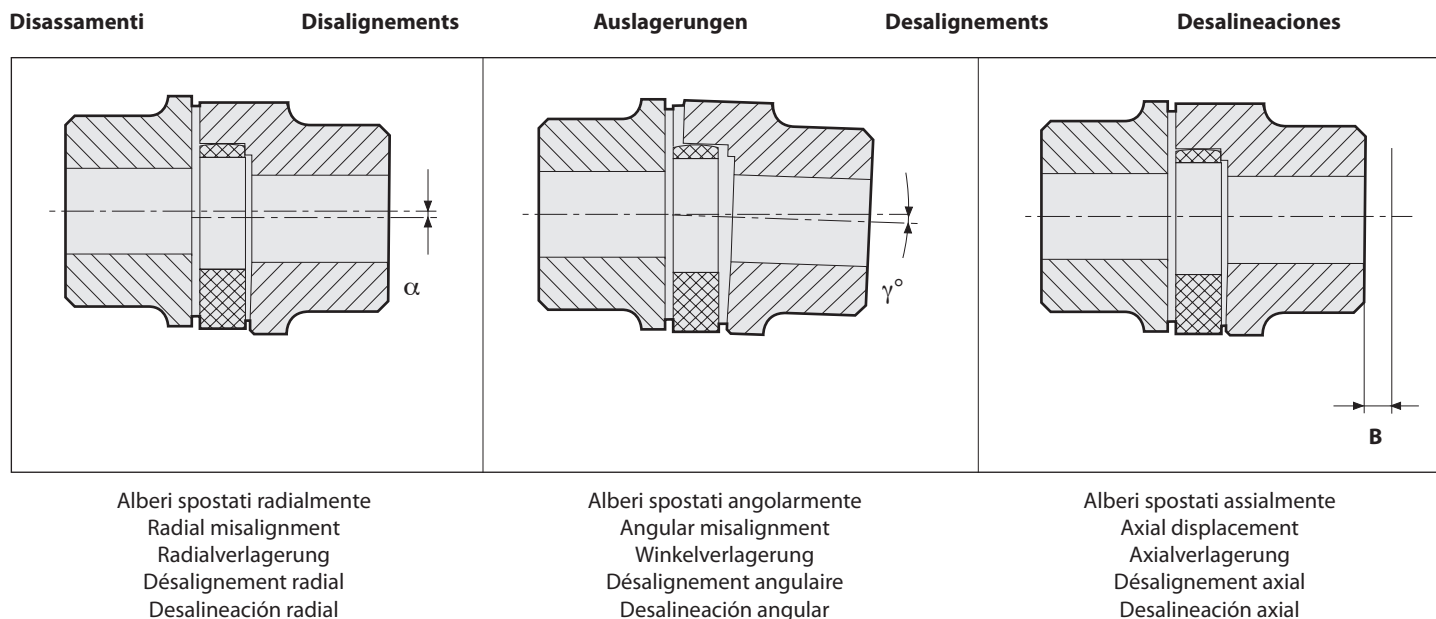 Disassamenti Disalignements Auslagerungen Desalignements Desalineaciones
α
γ°
B
Alberi spostati radialmente
Radial misalignment
Radialverlagerung
Désalignement radial
Desalineación radial
Alberi spostati angolarmente
Angular misalignment
Winkelverlagerung
Désalignement angulaire
Desalineación angular
Alberi spostati assialmente
Axial displacement
Axialverlagerung
Désalignement axial
Desalineación axial